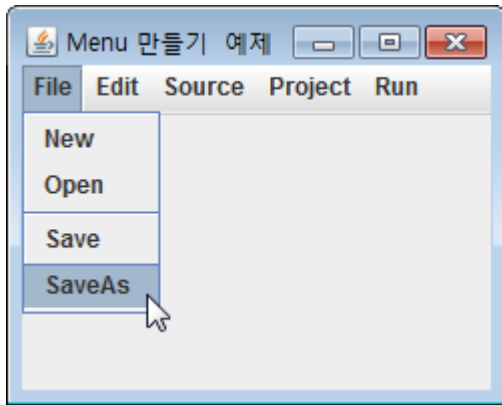 Menu 만들기 예제
File Edit Source Project Run
New
Open
Save
SaveAs